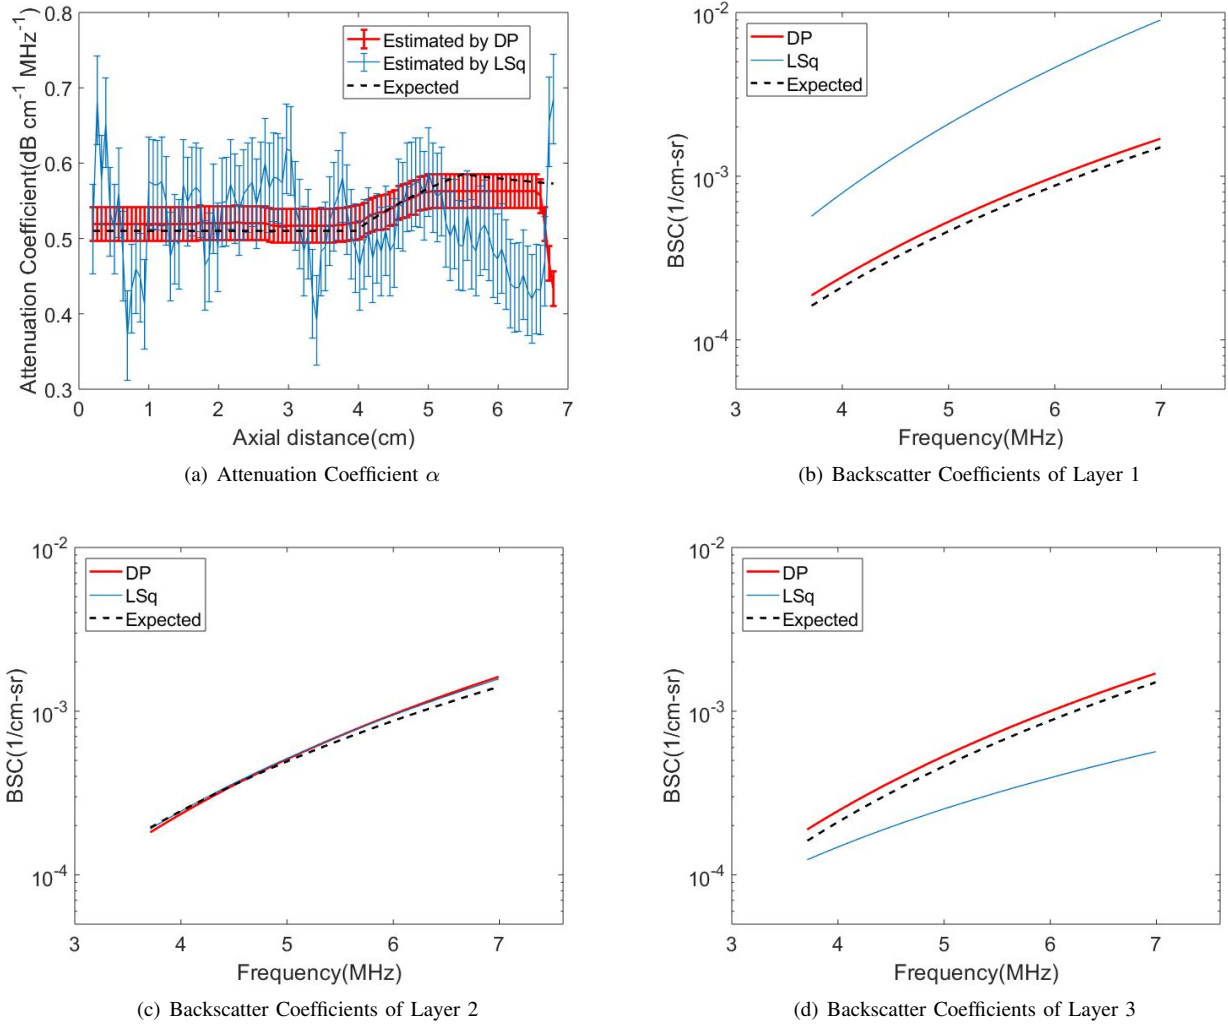 Attenuation Coefficient(dB cm⁻¹ MHz⁻¹)
0.8
0.7
0.6
0.5
0.4
0.3
Estimated by DP
Estimated by LSq
Expected
0 1 2 3 4 5 6 7
Axial distance(cm)
(a) Attenuation Coefficient α
BSC(1/cm-sr)
10⁻²
10⁻³
10⁻⁴
DP
LSq
Expected
3 4 5 6 7
Frequency(MHz)
(b) Backscatter Coefficients of Layer 1
BSC(1/cm-sr)
10⁻²
10⁻³
10⁻⁴
DP
LSq
Expected
3 4 5 6 7
Frequency(MHz)
(c) Backscatter Coefficients of Layer 2
BSC(1/cm-sr)
10⁻²
10⁻³
10⁻⁴
DP
LSq
Expected
3 4 5 6 7
Frequency(MHz)
(d) Backscatter Coefficients of Layer 3